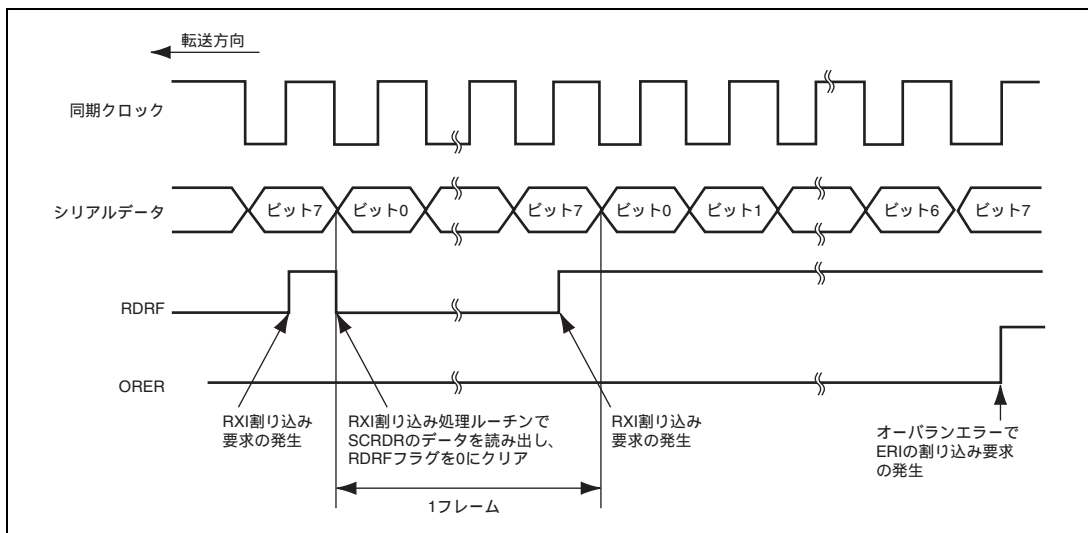 転送方向
同期クロック
シリアルデータ
ビット7
ビット0
ビット7
ビット0
ビット1
ビット6
ビット7
RDRF
ORER
RXI割り込み
要求の発生
RXI割り込み処理ルーチンで
SCRDRのデータを読み出し、
RDRFフラグを0にクリア
RXI割り込み
要求の発生
オーバランエラーで
ERIの割り込み要求
の発生
1フレーム